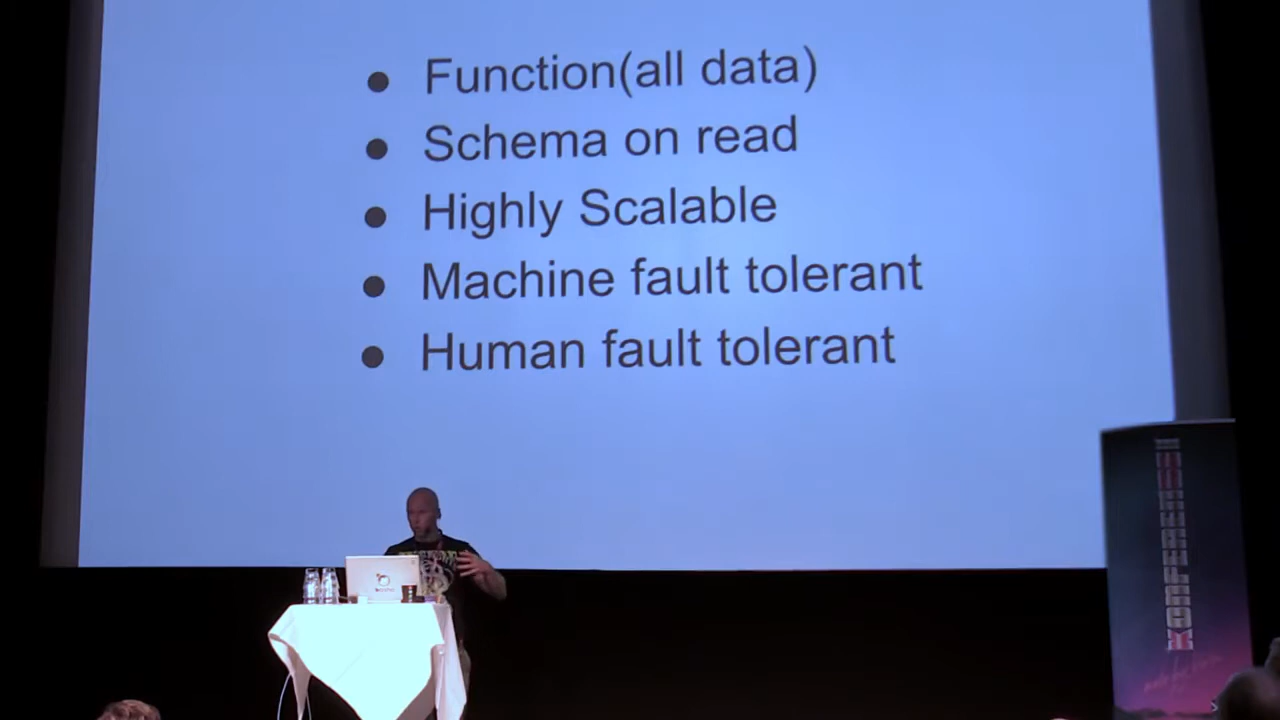 ● Function(all data)
● Schema on read
● Highly Scalable
● Machine fault tolerant
● Human fault tolerant